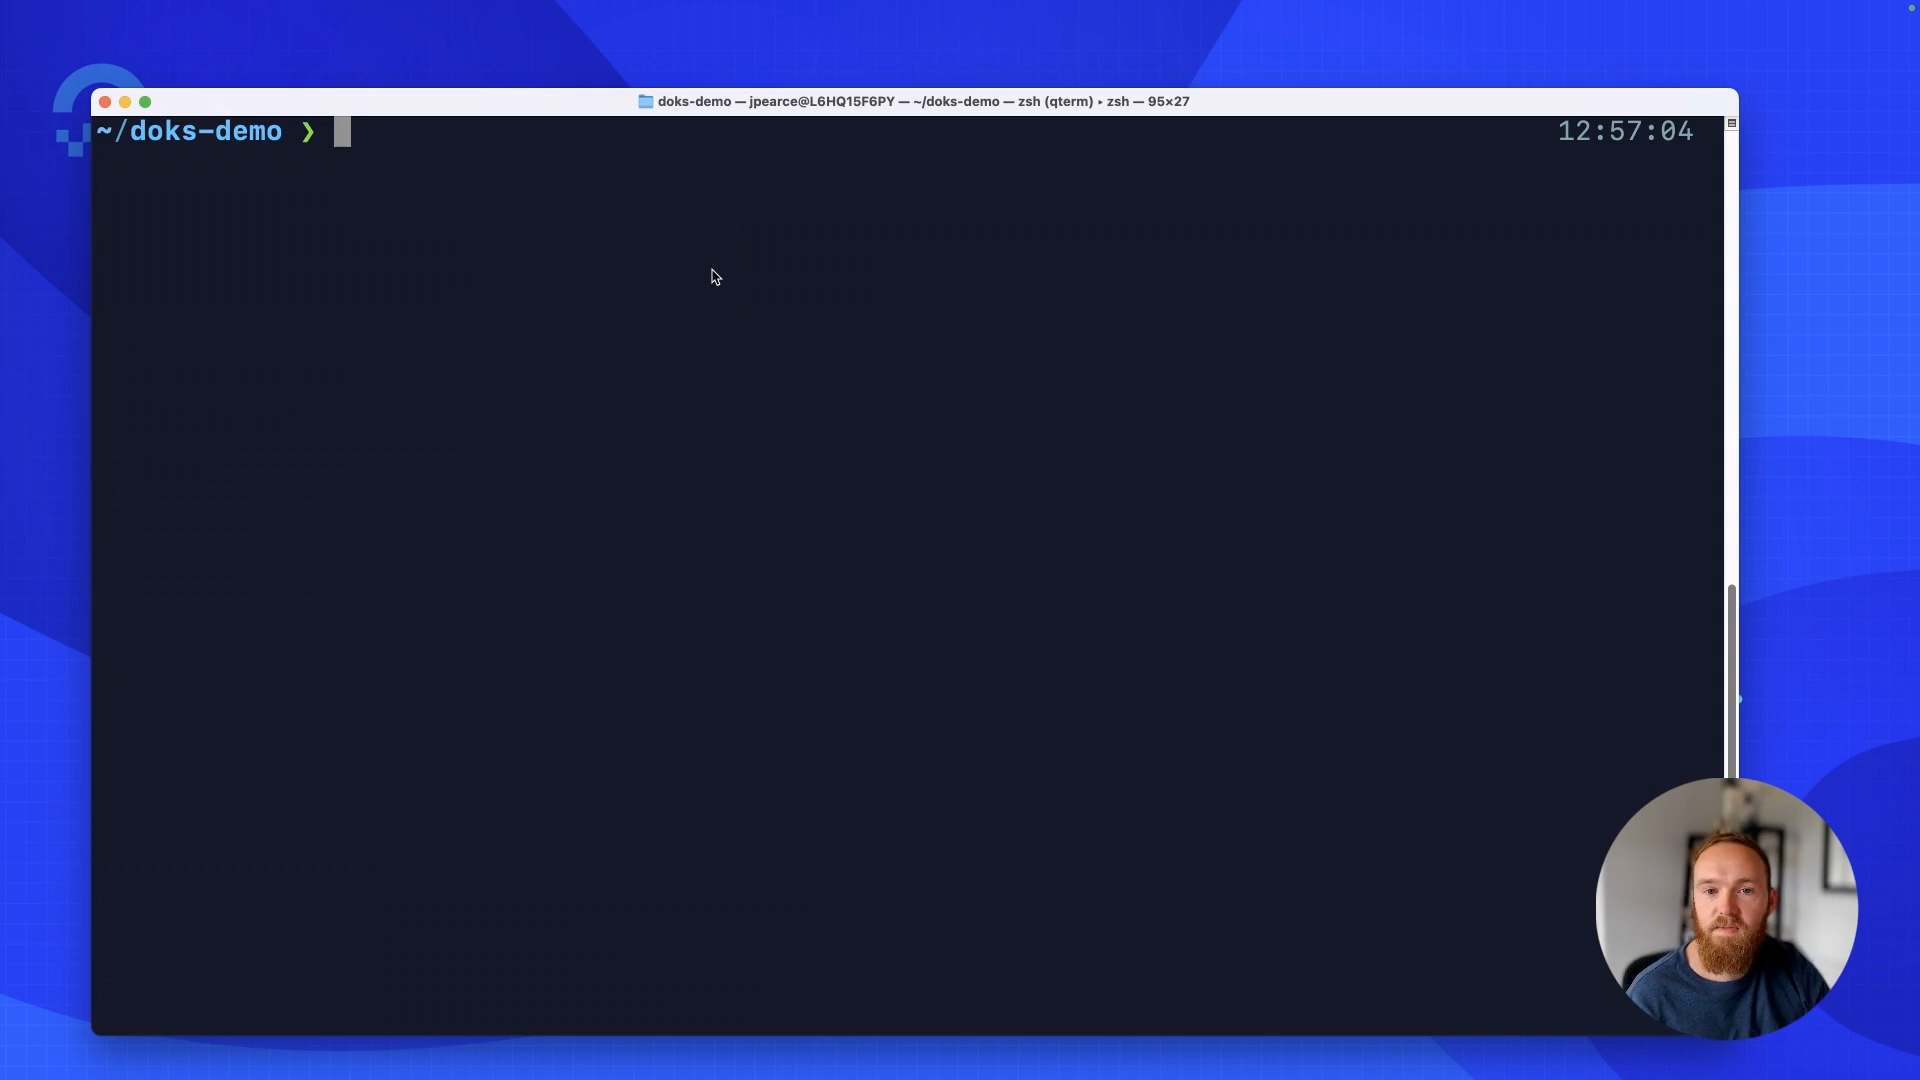 doks-demo — jpearce@L6HQ15F6PY — ~/doks-demo — zsh (qterm) ▸ zsh — 95×27
~/doks-demo ❯ 12:57:04